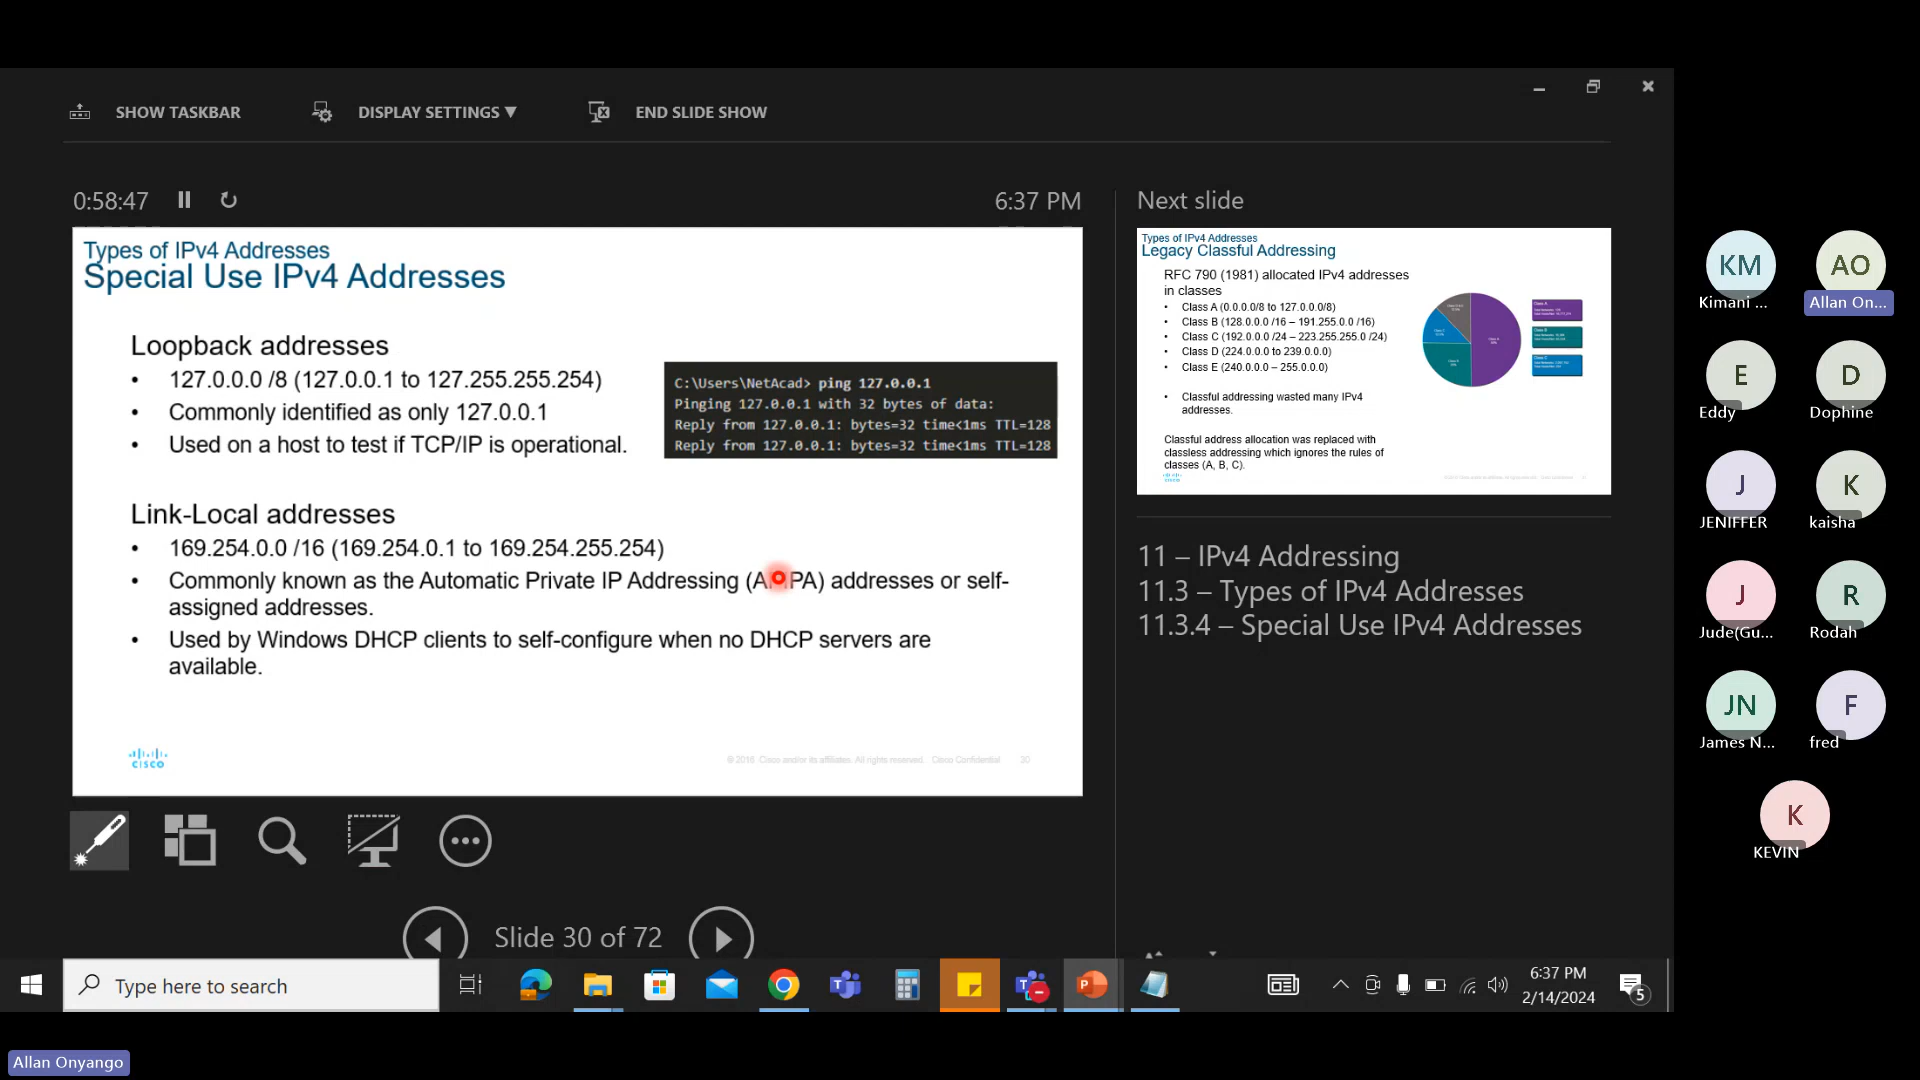 SHOW TASKBAR
DISPLAY SETTINGS ▼
END SLIDE SHOW
0:58:47
6:37 PM
Types of IPv4 Addresses
Special Use IPv4 Addresses
Loopback addresses
• 127.0.0.0 /8 (127.0.0.1 to 127.255.255.254)
• Commonly identified as only 127.0.0.1
• Used on a host to test if TCP/IP is operational.
C:\Users\NetAcad> ping 127.0.0.1
Pinging 127.0.0.1 with 32 bytes of data:
Reply from 127.0.0.1: bytes=32 time<1ms TTL=128
Reply from 127.0.0.1: bytes=32 time<1ms TTL=128
Link-Local addresses
• 169.254.0.0 /16 (169.254.0.1 to 169.254.255.254)
• Commonly known as the Automatic Private IP Addressing (APIPA) addresses or self-
assigned addresses.
• Used by Windows DHCP clients to self-configure when no DHCP servers are
available.
CISCO
© 2016 Cisco and/or its affiliates. All rights reserved. Cisco Confidential 30
Next slide
Types of IPv4 Addresses
Legacy Classful Addressing
RFC 790 (1981) allocated IPv4 addresses
in classes
• Class A (0.0.0.0/8 to 127.0.0.0/8)
• Class B (128.0.0.0 /16 – 191.255.0.0 /16)
• Class C (192.0.0.0 /24 – 223.255.255.0 /24)
• Class D (224.0.0.0 to 239.0.0.0)
• Class E (240.0.0.0 – 255.0.0.0)
• Classful addressing wasted many IPv4
addresses.
Classful address allocation was replaced with
classless addressing which ignores the rules of
classes (A, B, C).
11 – IPv4 Addressing
11.3 – Types of IPv4 Addresses
11.3.4 – Special Use IPv4 Addresses
Slide 30 of 72
KM
Kimani ...
AO
Allan On...
E
Eddy
D
Dophine
J
JENIFFER
K
kaisha
J
Jude(Gu...
R
Rodah
JN
James N...
F
fred
K
KEVIN
Type here to search
6:37 PM
2/14/2024
5
Allan Onyango